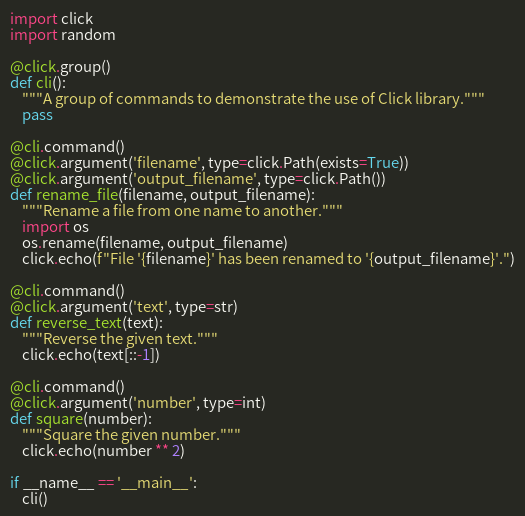 import click
import random

@click.group()
def cli():
    """A group of commands to demonstrate the use of Click library."""
    pass

@cli.command()
@click.argument('filename', type=click.Path(exists=True))
@click.argument('output_filename', type=click.Path())
def rename_file(filename, output_filename):
    """Rename a file from one name to another."""
    import os
    os.rename(filename, output_filename)
    click.echo(f"File '{filename}' has been renamed to '{output_filename}'.")

@cli.command()
@click.argument('text', type=str)
def reverse_text(text):
    """Reverse the given text."""
    click.echo(text[::-1])

@cli.command()
@click.argument('number', type=int)
def square(number):
    """Square the given number."""
    click.echo(number ** 2)

if __name__ == '__main__':
    cli()